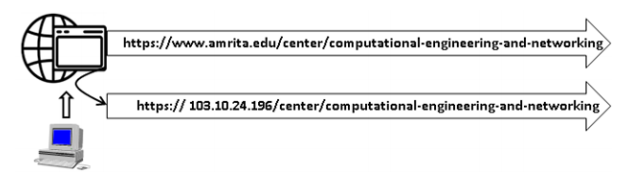 https://www.amrita.edu/center/computational-engineering-and-networking
https:// 103.10.24.196/center/computational-engineering-and-networking